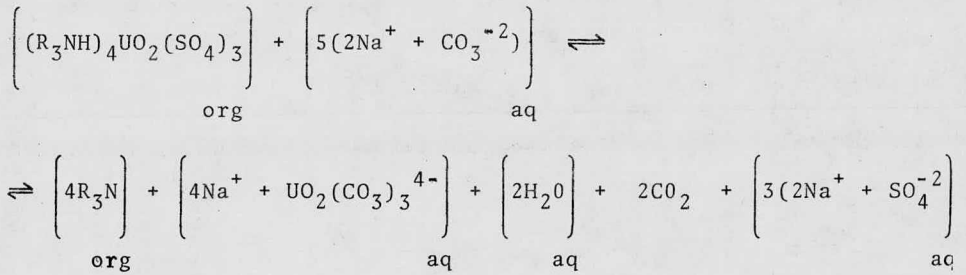 [(R₃NH)₄UO₂(SO₄)₃] + [5(2Na⁺ + CO₃⁻²)] ⇌
org aq
⇌ [4R₃N] + [4Na⁺ + UO₂(CO₃)₃⁴⁻] + [2H₂O] + 2CO₂ + [3(2Na⁺ + SO₄⁻²)]
org aq aq aq